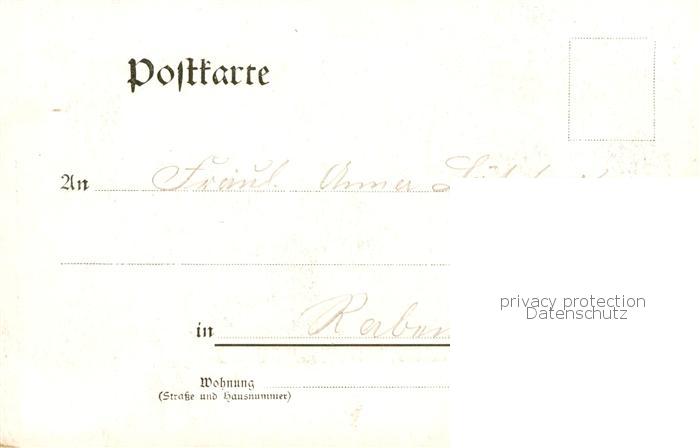 Postkarte
An Fräul. Anna
in
privacy protection
Datenschutz
Wohnung
(Straße und Hausnummer)